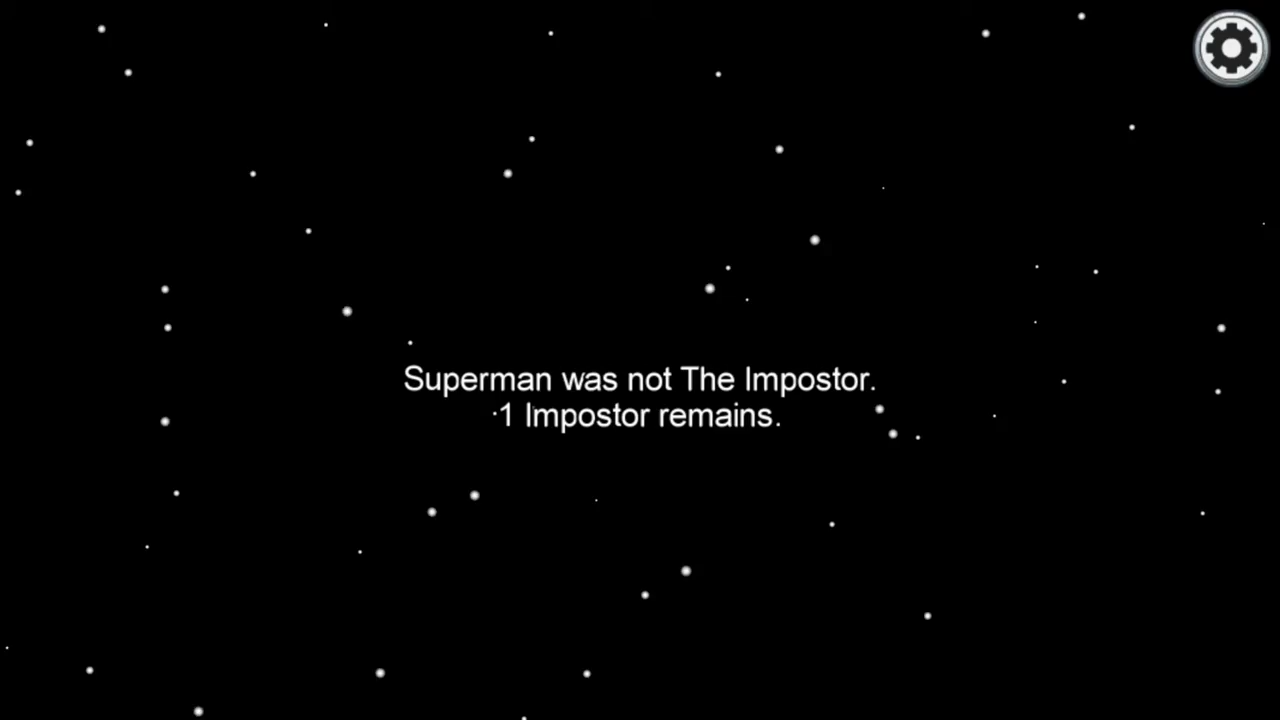 Superman was not The Impostor.
1 Impostor remains.